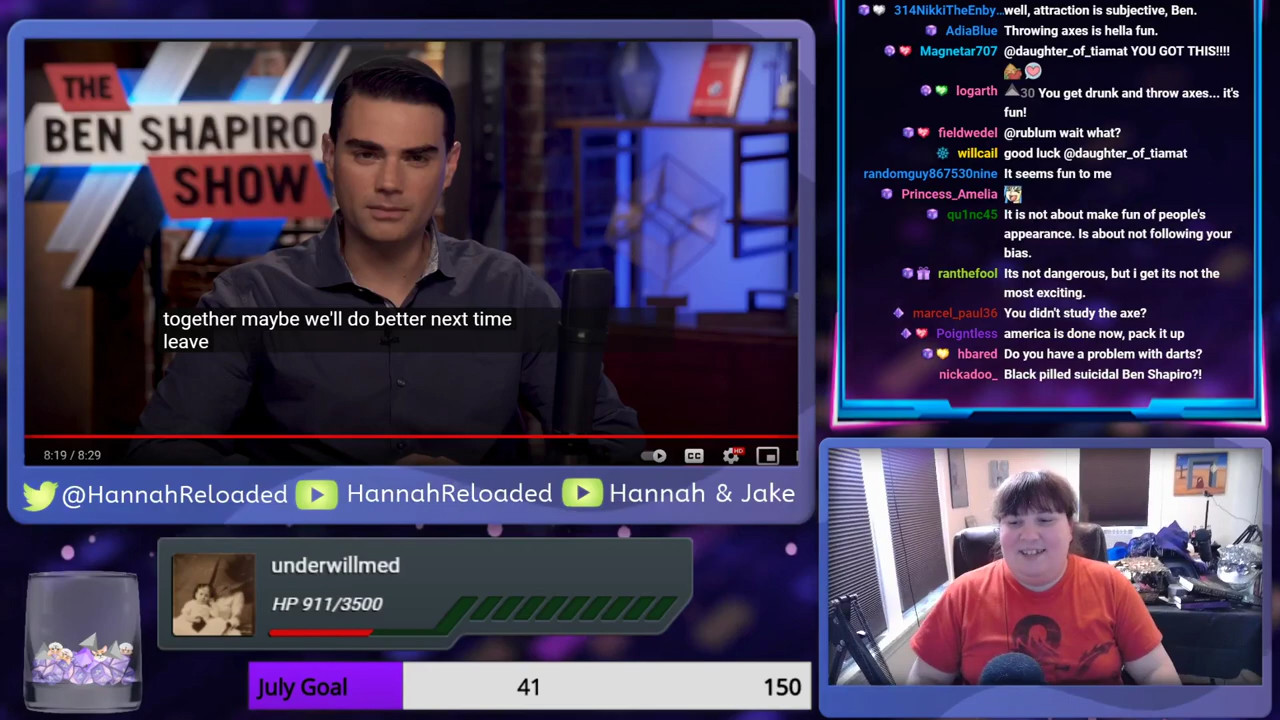 THE
BEN SHAPIRO
SHOW
together maybe we'll do better next time
leave
8:19 / 8:29
CC
HD
@HannahReloaded
HannahReloaded
Hannah & Jake
underwillmed
HP 911/3500
July Goal
41
150
314NikkiTheEnby... well, attraction is subjective, Ben.
AdiaBlue Throwing axes is hella fun.
Magnetar707 @daughter_of_tiamat YOU GOT THIS!!!!
logarth 30 You get drunk and throw axes... it's
fun!
fieldwedel @rublum wait what?
willcail good luck @daughter_of_tiamat
randomguy867530nine It seems fun to me
Princess_Amelia
qu1nc45 It is not about make fun of people's
appearance. Is about not following your
bias.
ranthefool Its not dangerous, but i get its not the
most exciting.
marcel_paul36 You didn't study the axe?
Poigntless america is done now, pack it up
hbared Do you have a problem with darts?
nickadoo_ Black pilled suicidal Ben Shapiro?!